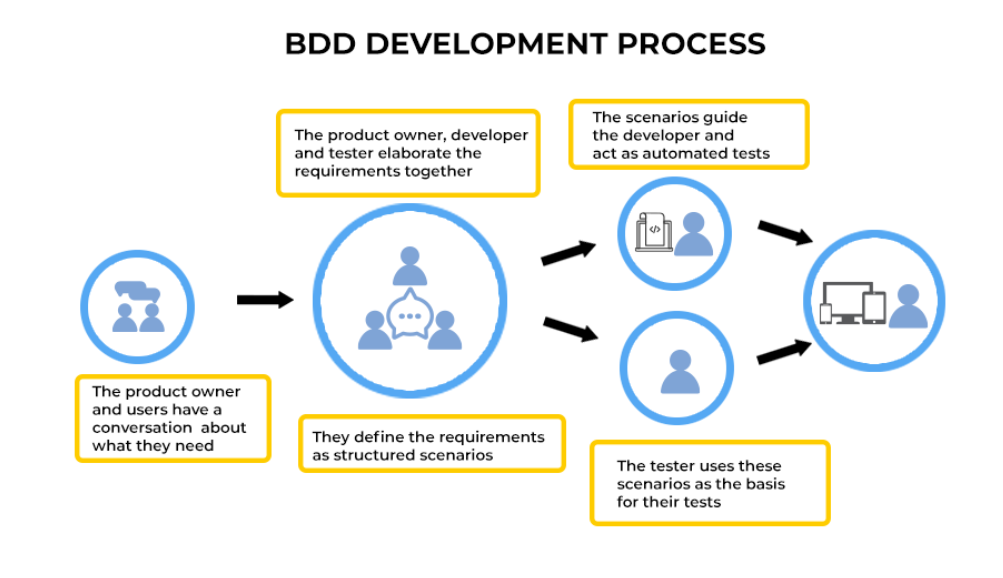 BDD DEVELOPMENT PROCESS
The product owner, developer
and tester elaborate the
requirements together
The scenarios guide
the developer and
act as automated tests
</>
The product owner
and users have a
conversation about
what they need
They define the requirements
as structured scenarios
The tester uses these
scenarios as the basis
for their tests